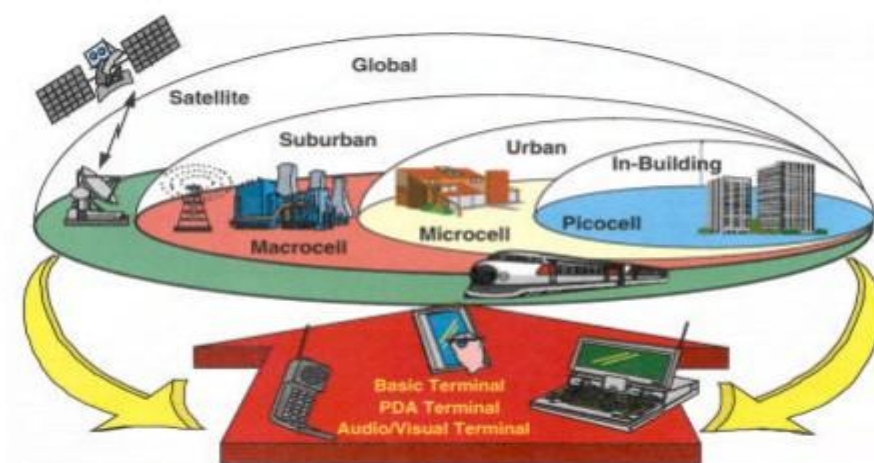 Global
Satellite
Suburban
Urban
In-Building
Picocell
Microcell
Macrocell
Basic Terminal
PDA Terminal
Audio/Visual Terminal